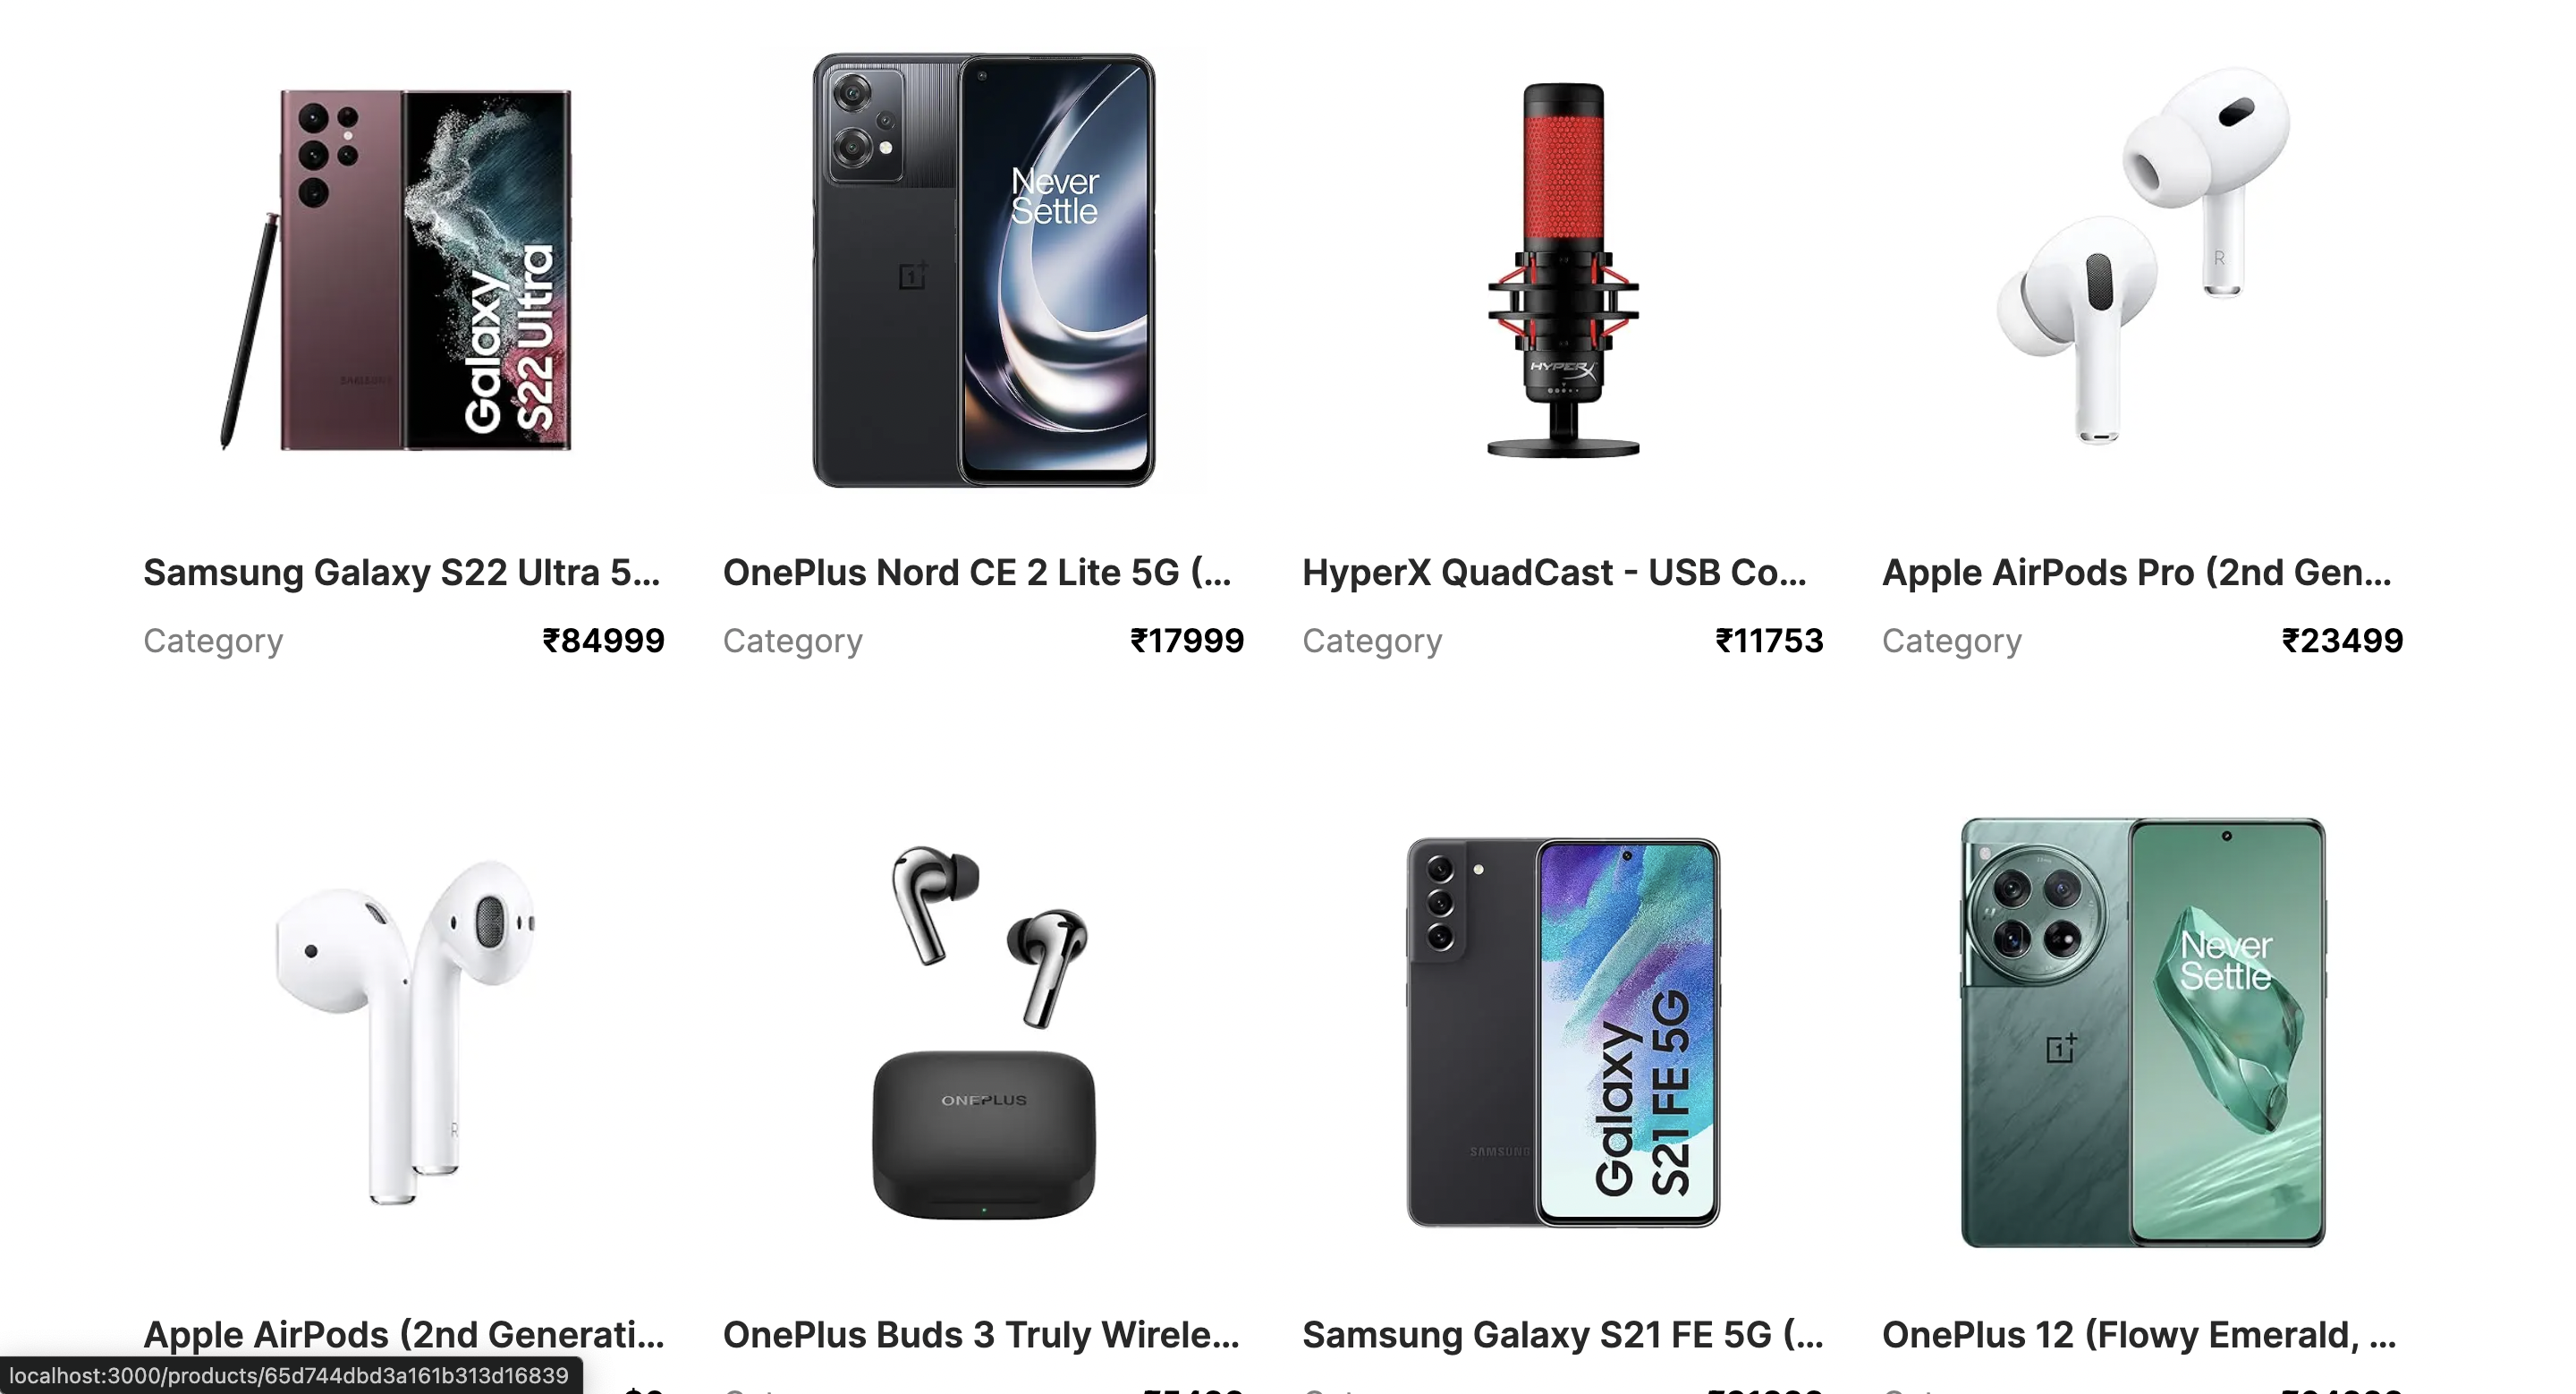 Galaxy
S22 Ultra
SAMSUNG
Never
Settle
HYPERX
R
Samsung Galaxy S22 Ultra 5...
OnePlus Nord CE 2 Lite 5G (...
HyperX QuadCast - USB Co...
Apple AirPods Pro (2nd Gen...
Category ₹84999
Category ₹17999
Category ₹11753
Category ₹23499
R
ONEPLUS
SAMSUNG
Galaxy
S21 FE 5G
Never
Settle
Apple AirPods (2nd Generati...
OnePlus Buds 3 Truly Wirele...
Samsung Galaxy S21 FE 5G (...
OnePlus 12 (Flowy Emerald, ...
localhost:3000/products/65d744dbd3a161b313d16839